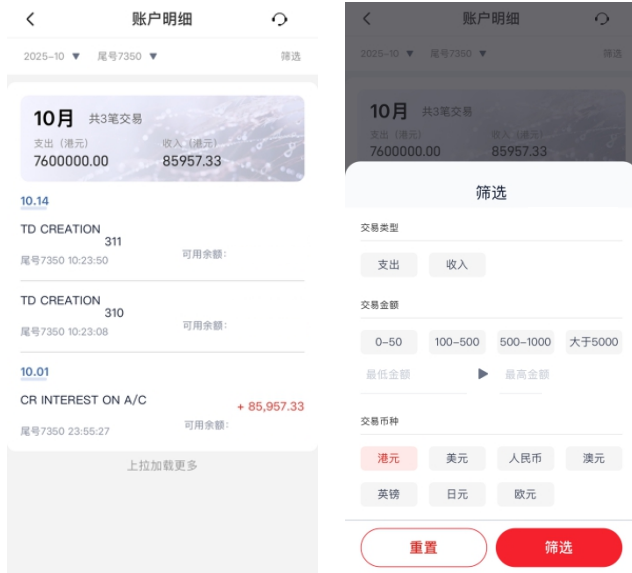 账户明细
2025-10 ▼ 尾号7350 ▼ 筛选
10月 共3笔交易
支出（港元） 收入（港元）
7600000.00 85957.33
10.14
TD CREATION
311
尾号7350 10:23:50 可用余额:
TD CREATION
310
尾号7350 10:23:08 可用余额:
10.01
CR INTEREST ON A/C
+ 85,957.33
尾号7350 23:55:27 可用余额:
上拉加载更多
账户明细
2025-10 ▼ 尾号7350 ▼ 筛选
10月 共3笔交易
支出（港元） 收入（港元）
7600000.00 85957.33
筛选
交易类型
支出 收入
交易金额
0-50 100-500 500-1000 大于5000
最低金额 ▶ 最高金额
交易币种
港元 美元 人民币 澳元
英镑 日元 欧元
重置 筛选